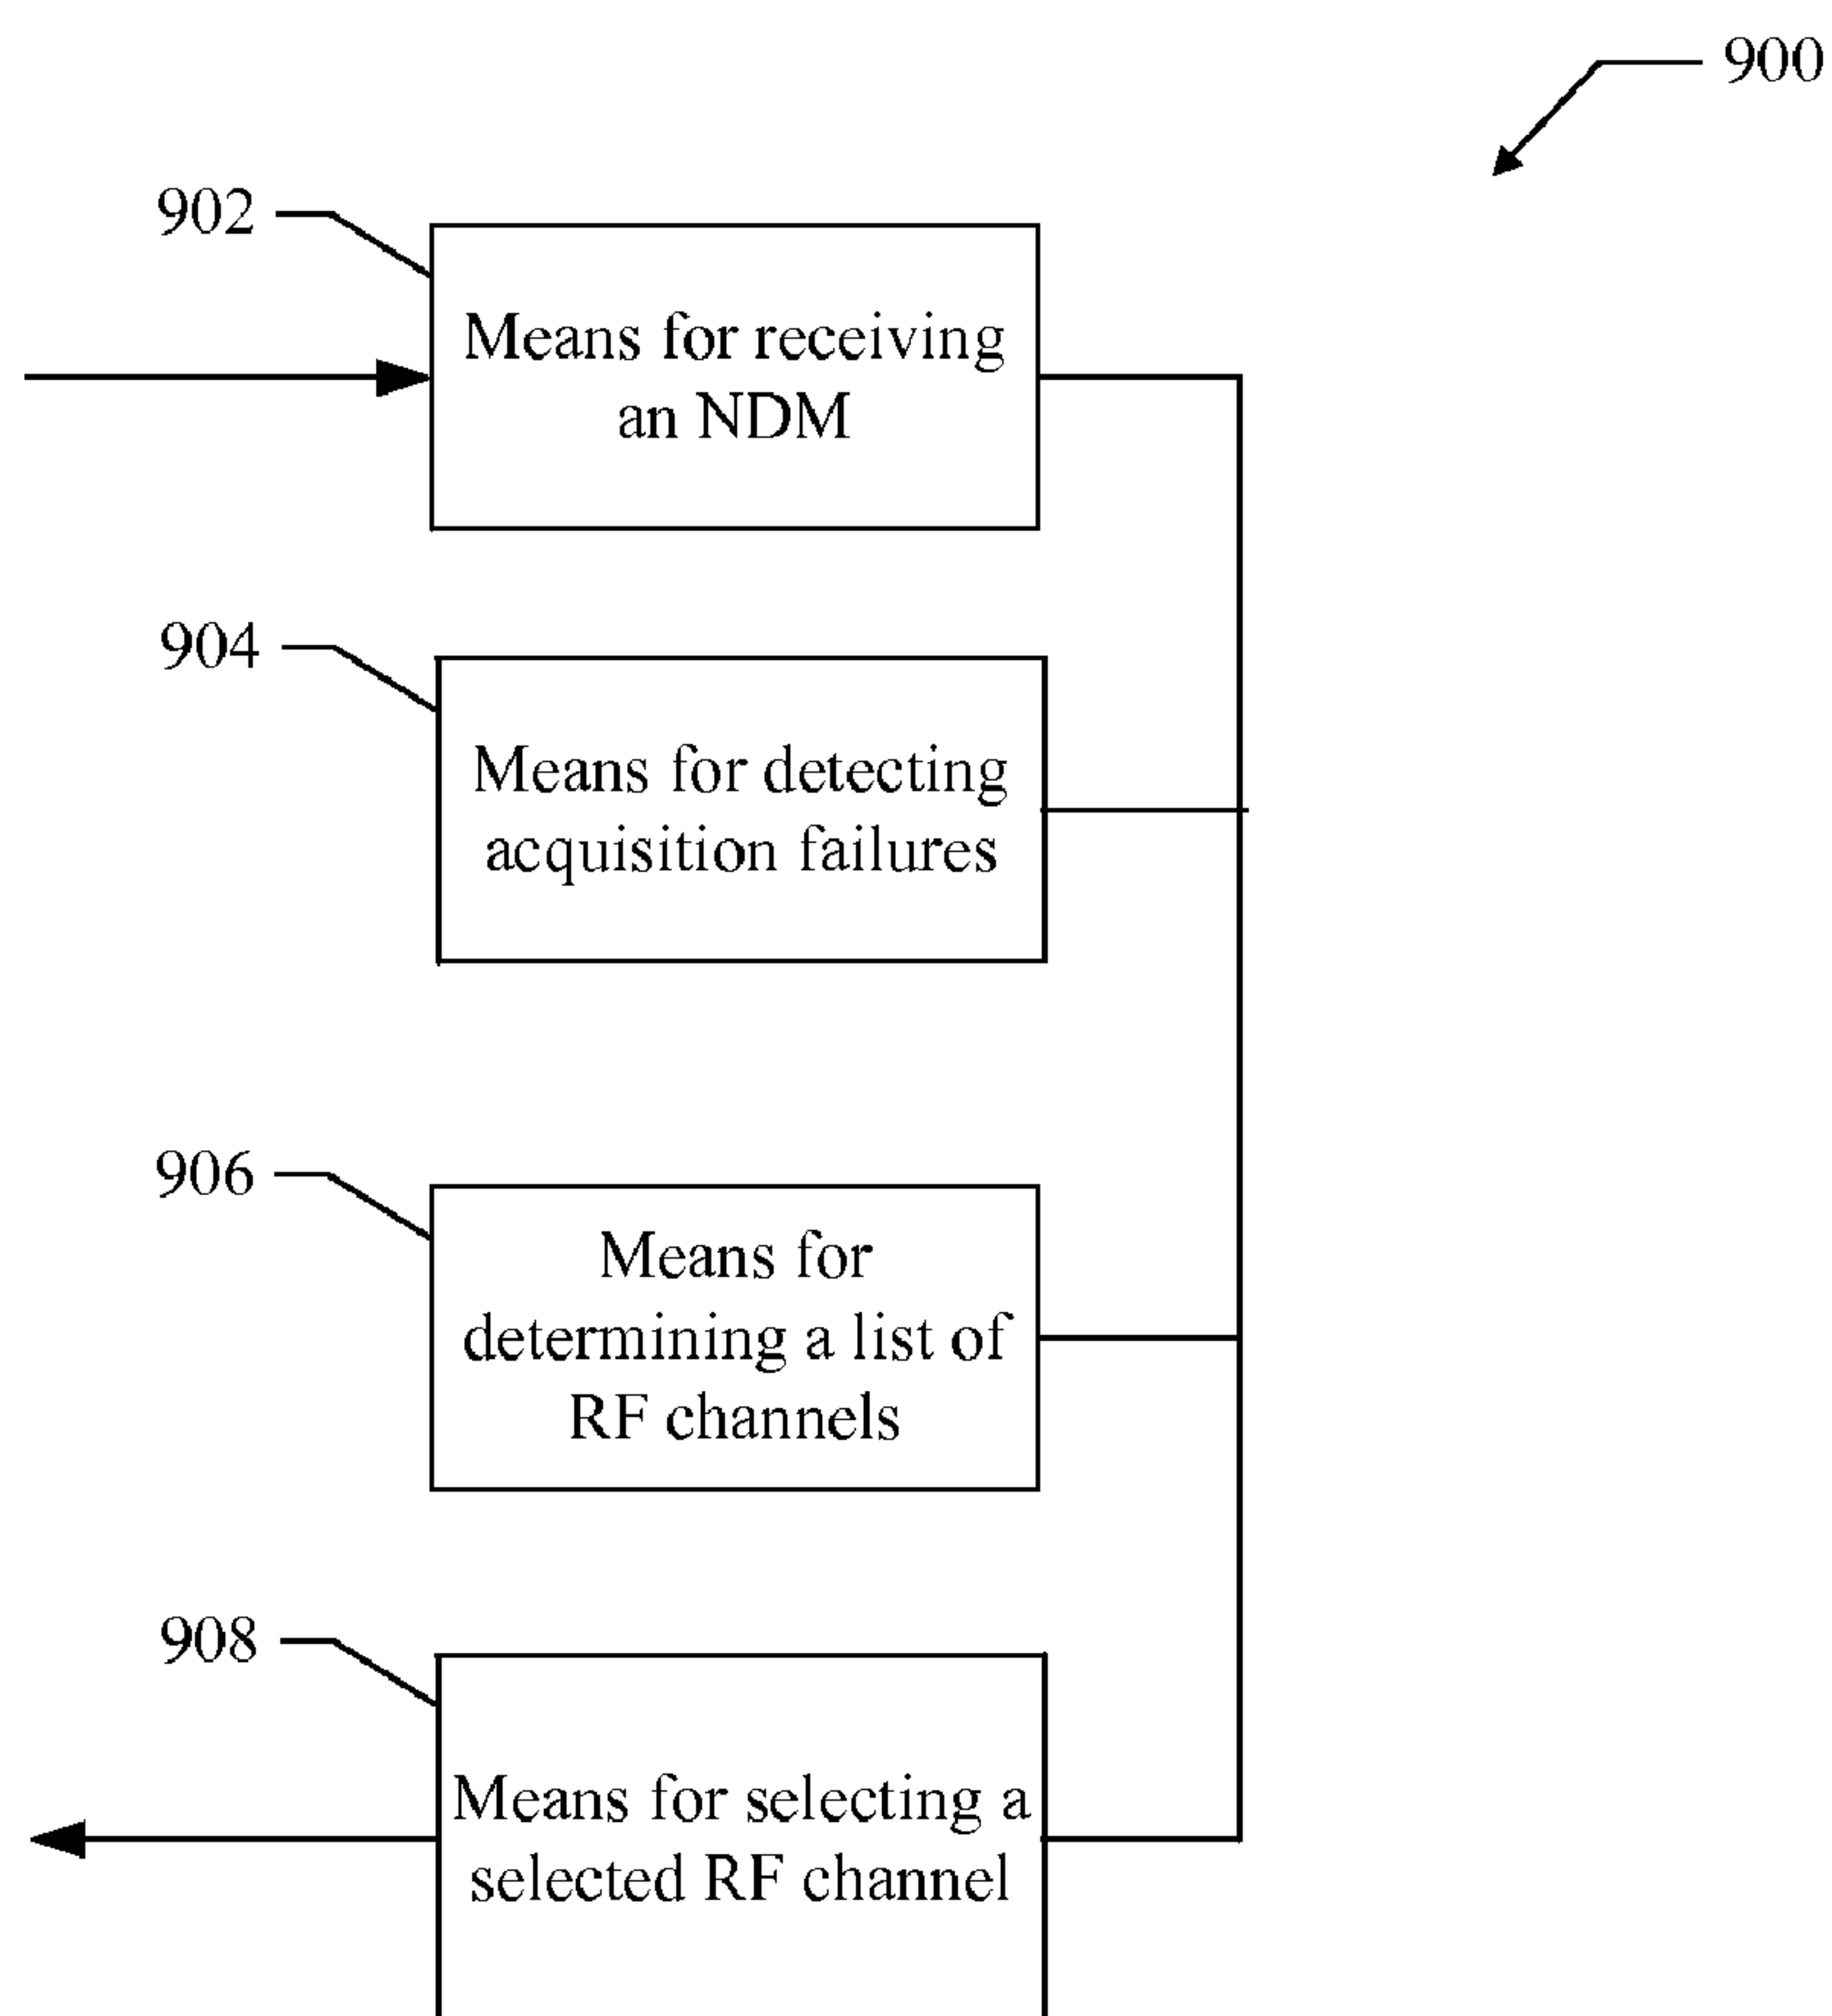 900
902
Means for receiving
an NDM
904
Means for detecting
acquisition failures
906
Means for
determining a list of
RF channels
908
Means for selecting a
selected RF channel